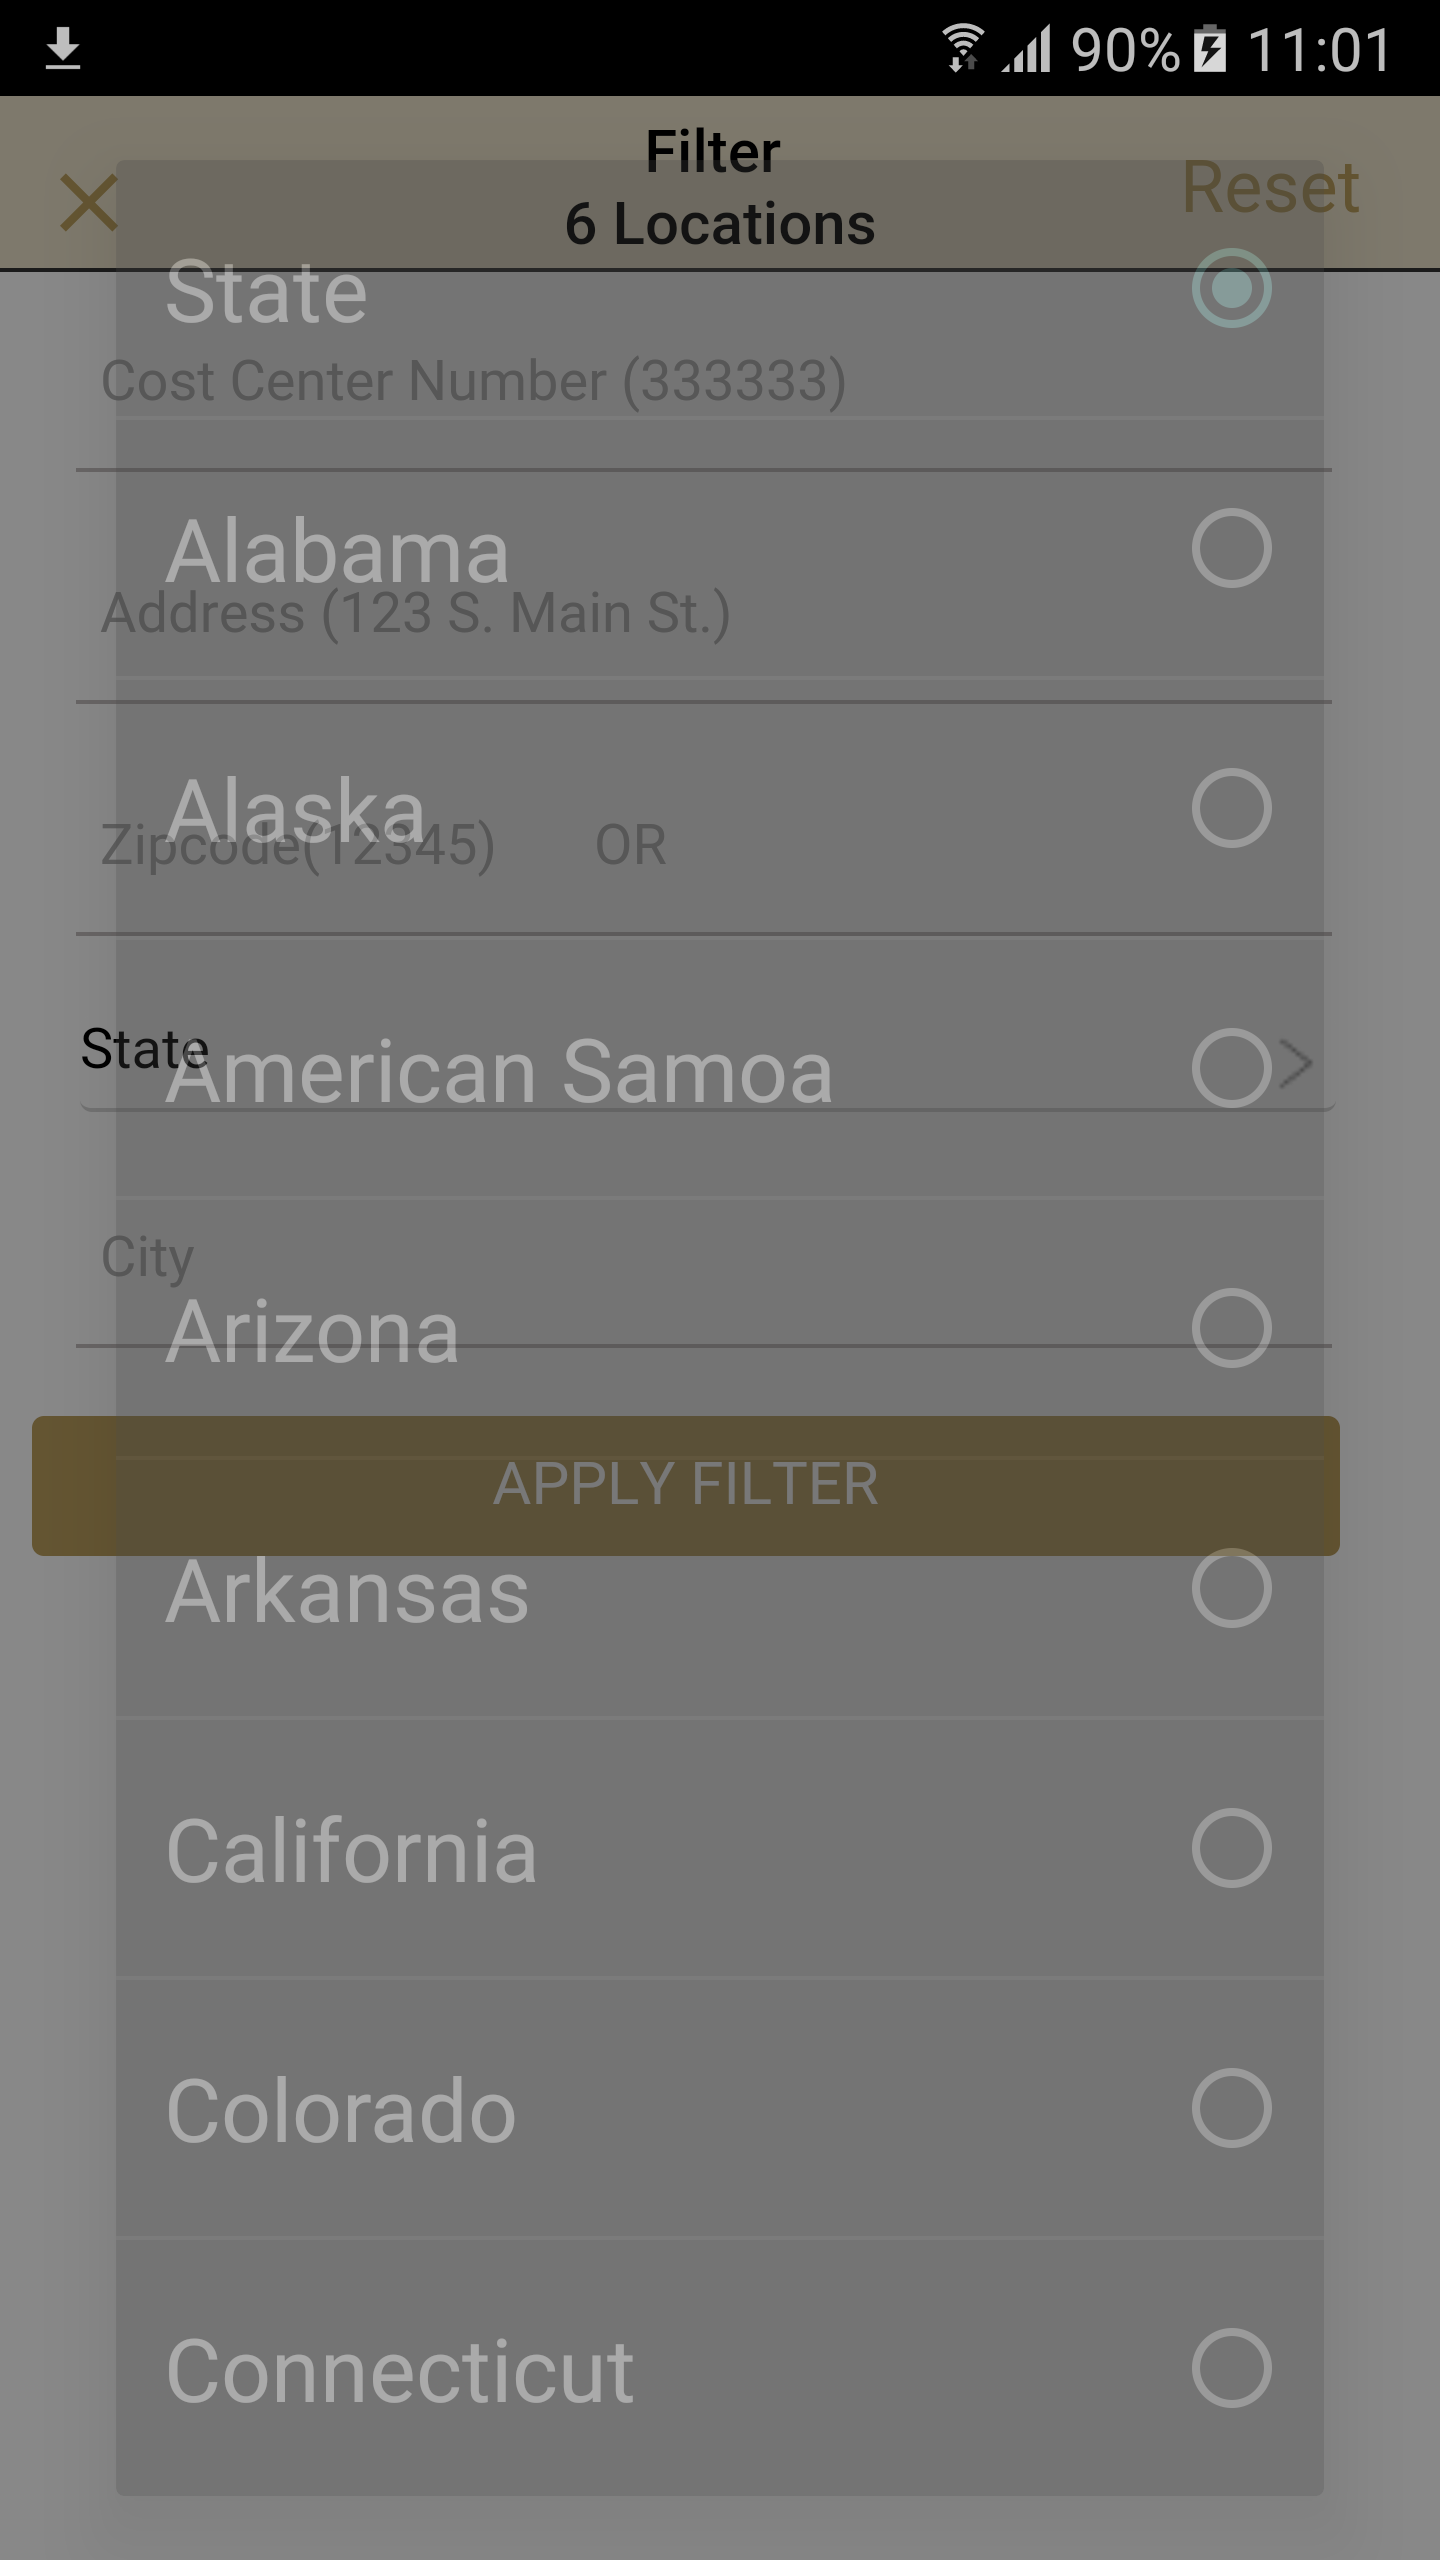 90% 11:01
Filter
Reset
6 Locations
State
Cost Center Number (333333)
Alabama
Address (123 S. Main St.)
Alaska
Zipcode(12345) OR
State
American Samoa
City
Arizona
APPLY FILTER
Arkansas
California
Colorado
Connecticut